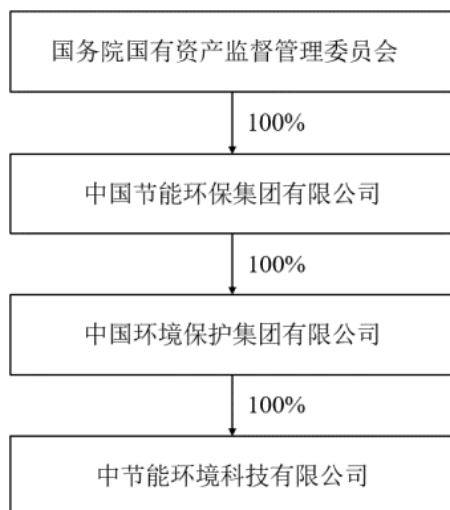 国务院国有资产监督管理委员会
100%
中国节能环保集团有限公司
100%
中国环境保护集团有限公司
100%
中节能环境科技有限公司